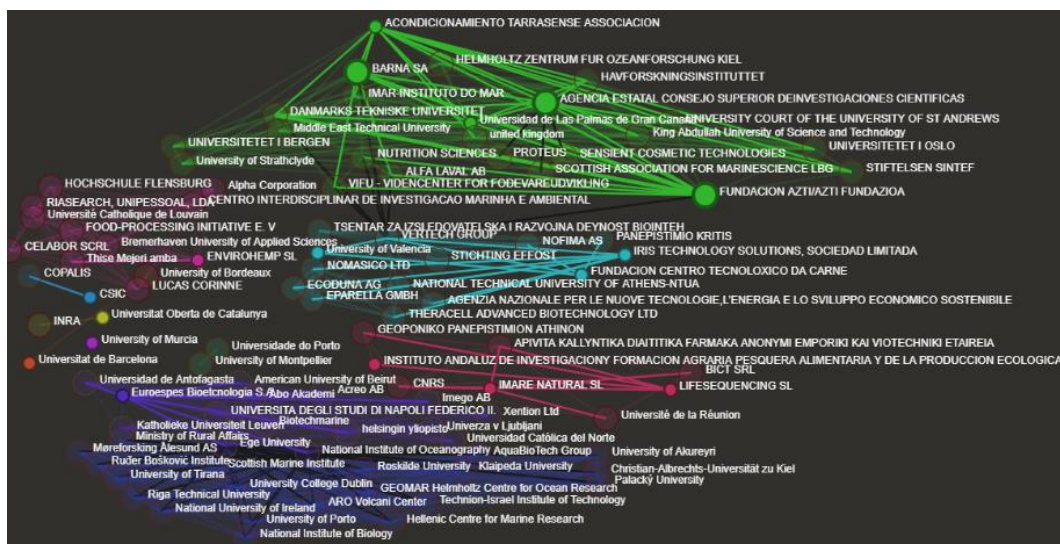 ACONDICIONAMIENTO TARRASENSE ASSOCIACION
HELMHOLTZ ZENTRUM FUR OZEANFORSCHUNG KIEL
BARNA SA
HAVFORSKNINGSINSTITUTTET
IMAR-INSTITUTO DO MAR
AGENCIA ESTATAL CONSEJO SUPERIOR DEINVESTIGACIONES CIENTIFICAS
DANMARKS TEKNISKE UNIVERSITET
Universidad de Las Palmas de Gran Canaria
UNIVERSITY COURT OF THE UNIVERSITY OF ST ANDREWS
Middle East Technical University
united kingdom
King Abdullah University of Science and Technology
UNIVERSITETET I BERGEN
PROTEUS
UNIVERSITETET I OSLO
NUTRITION SCIENCES
SENSIENT COSMETIC TECHNOLOGIES
University of Strathclyde
ALFA LAVAL AB
SCOTTISH ASSOCIATION FOR MARINESCIENCE LBG
STIFTELSEN SINTEF
HOCHSCHULE FLENSBURG
Alpha Corporation
VIFU - VIDENCENTER FOR FODEVAREUDVIKLING
FUNDACION AZTI/AZTI FUNDAZIOA
RIASEARCH, UNIPESSOAL, LDA
CENTRO INTERDISCIPLINAR DE INVESTIGACAO MARINHA E AMBIENTAL
Université Catholique de Louvain
FOOD-PROCESSING INITIATIVE E. V
TSENTAR ZA IZSLEDOVATELSKA I RAZVOJNA DEYNOST BIOINTEH
VERTECH GROUP
PANEPISTIMIO KRITIS
CELABOR SCRL
Bremerhaven University of Applied Sciences
University of Valencia
NOFIMA AS
Thise Mejeri amba
ENVIROHEMP SL
STICHTING EFFOST
IRIS TECHNOLOGY SOLUTIONS, SOCIEDAD LIMITADA
COPALIS
University of Bordeaux
NOMASICO LTD
FUNDACION CENTRO TECNOLOXICO DA CARNE
LUCAS CORINNE
ECODUNA AG
NATIONAL TECHNICAL UNIVERSITY OF ATHENS-NTUA
CSIC
EPARELLA GMBH
AGENZIA NAZIONALE PER LE NUOVE TECNOLOGIE,L'ENERGIA E LO SVILUPPO ECONOMICO SOSTENIBILE
INRA
Universitat Oberta de Catalunya
THERACELL ADVANCED BIOTECHNOLOGY LTD
GEOPONIKO PANEPISTIMION ATHINON
University of Murcia
Universidade do Porto
APIVITA KALLYNTIKA DIAITITIKA FARMAKA ANONYMI EMPORIKI KAI VIOTECHNIKI ETAIREIA
Universitat de Barcelona
University of Montpellier
INSTITUTO ANDALUZ DE INVESTIGACIONY FORMACION AGRARIA PESQUERA ALIMENTARIA Y DE LA PRODUCCION ECOLOGICA
BICT SRL
Universidad de Antofagasta
American University of Beirut
CNRS
IMARE NATURAL SL
LIFESEQUENCING SL
Euroespes Bioetcnologia S.A
Abo Akademi
Acreo AB
Imego AB
UNIVERSITA DEGLI STUDI DI NAPOLI FEDERICO II.
Xention Ltd
Université de la Réunion
Katholieke Universiteit Leuven
Biotechmarine
helsingin yliopisto
Univerza v Ljubljani
Ministry of Rural Affairs
Ege University
Universidad Católica del Norte
Møreforsking Ålesund AS
National Institute of Oceanography
AquaBioTech Group
University of Akureyri
Ruđer Bošković Institute
Scottish Marine Institute
Roskilde University
Klaipeda University
Christian-Albrechts-Universität zu Kiel
University of Tirana
University College Dublin
GEOMAR Helmholtz Centre for Ocean Research
Palacký University
Riga Technical University
ARO Volcani Center
Technion-Israel Institute of Technology
National University of Ireland
University of Porto
Hellenic Centre for Marine Research
National Institute of Biology